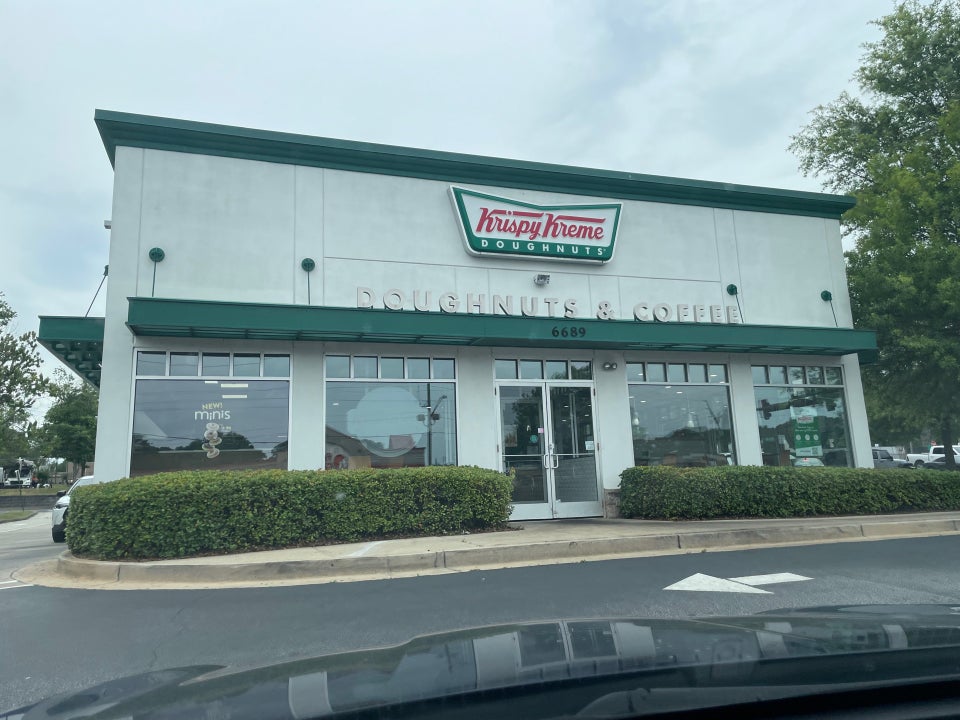 Krispy Kreme
DOUGHNUTS
DOUGHNUTS & COFFEE
6689
NEW!
minis